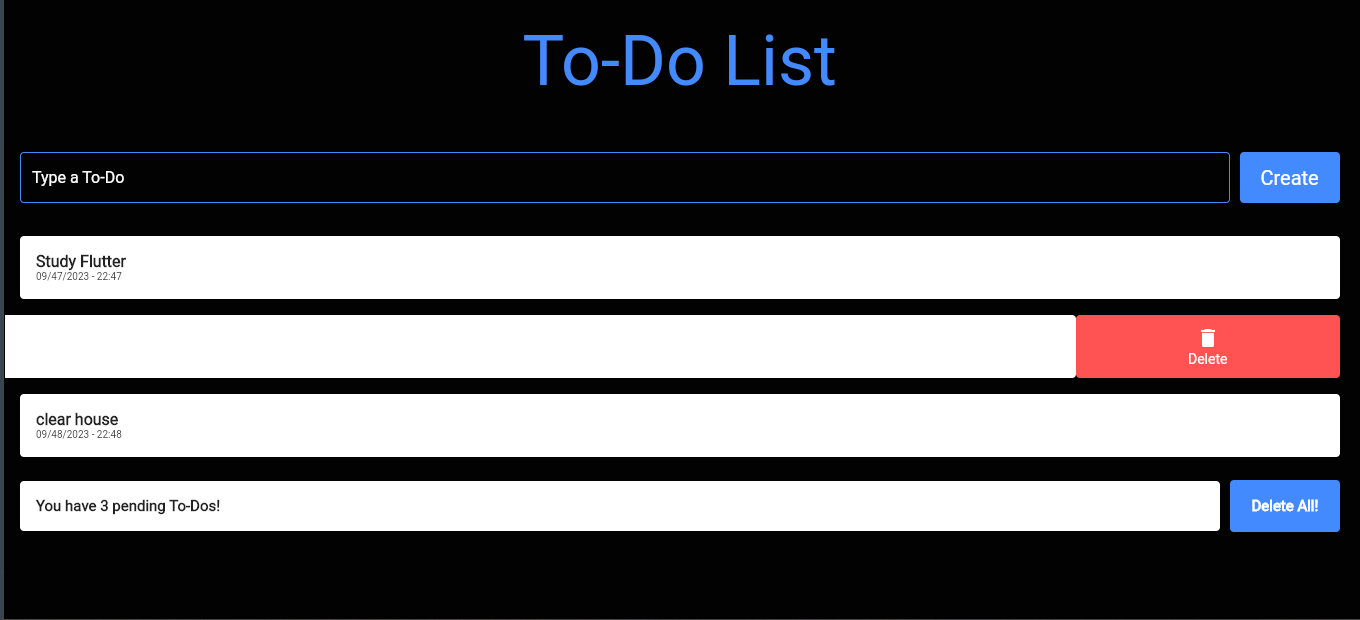 To-Do List
Type a To-Do
Create
Study Flutter
09/47/2023 - 22:47
Delete
clear house
09/48/2023 - 22:48
You have 3 pending To-Dos!
Delete All!